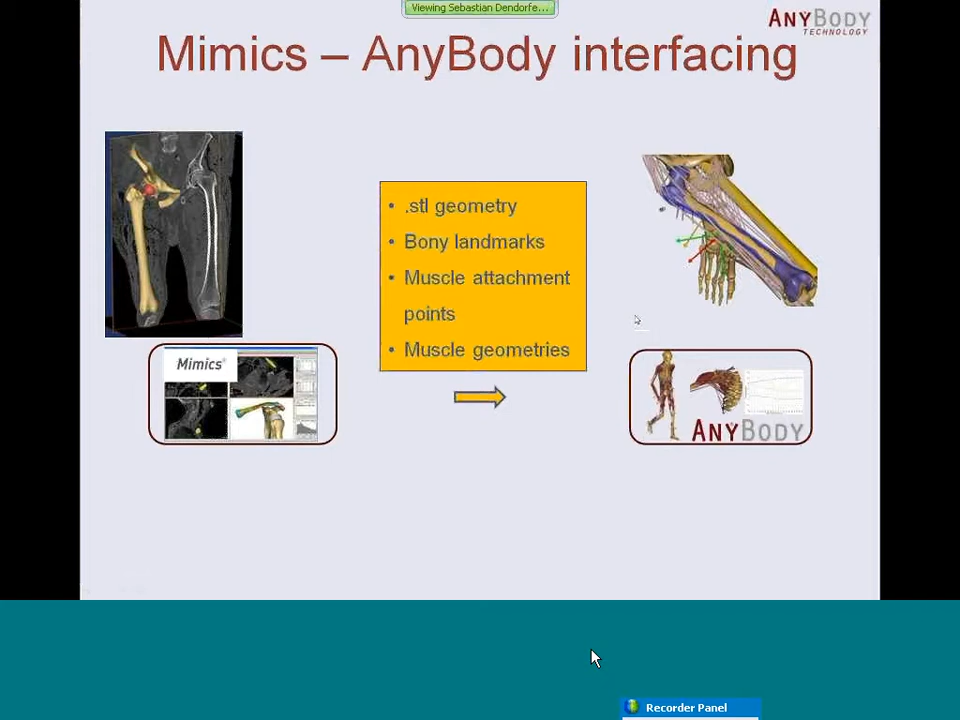 Viewing Sebastian Dendorfe...
ANYBODY
TECHNOLOGY
Mimics – AnyBody interfacing
• .stl geometry
• Bony landmarks
• Muscle attachment
points
• Muscle geometries
Mimics®
ANYBODY
Recorder Panel